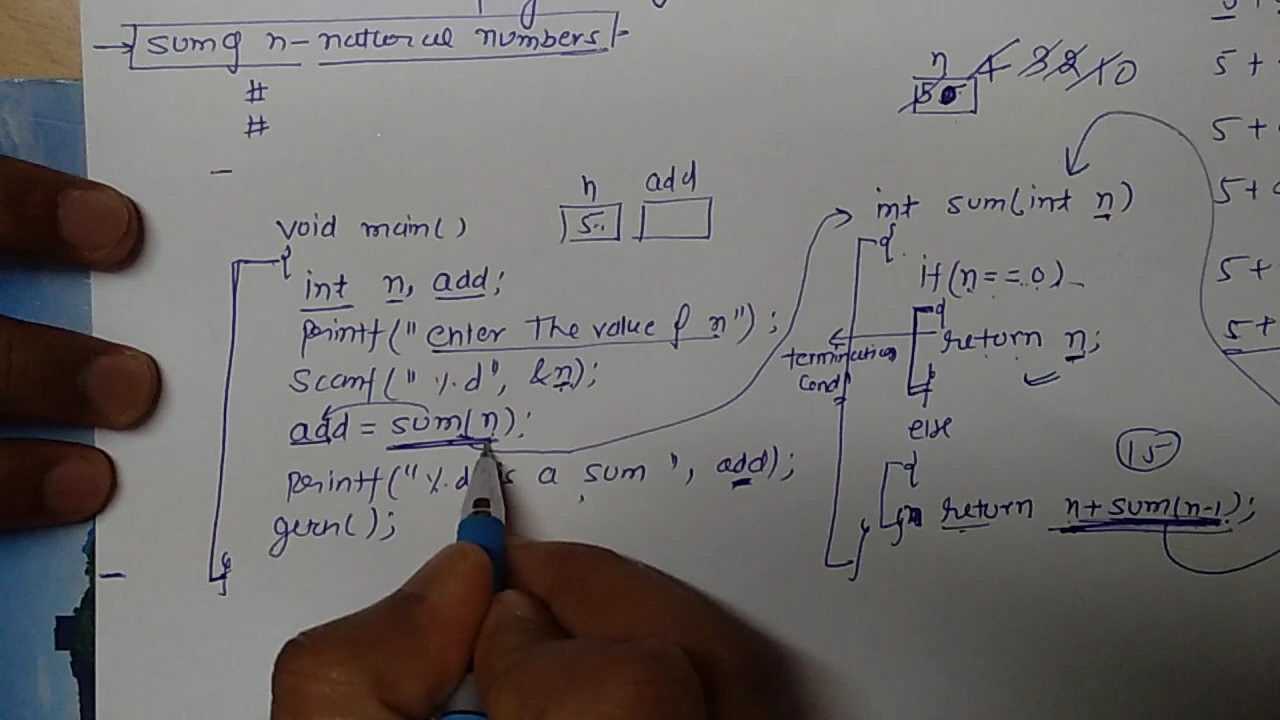 → sum of n-natural numbers
#
#
n 4 3 2 1 0
5
n add
5
void main()
{
int n, add;
printf("enter The value of n");
scanf("%d", &n);
add = sum(n);
printf("%d is a sum", add);
getch();
}
int sum(int n)
{
if(n==0)
{
return n;
}
termination
cond
else
{
return n+sum(n-1);
}
}
15
5+
5+
5+
5+
5+